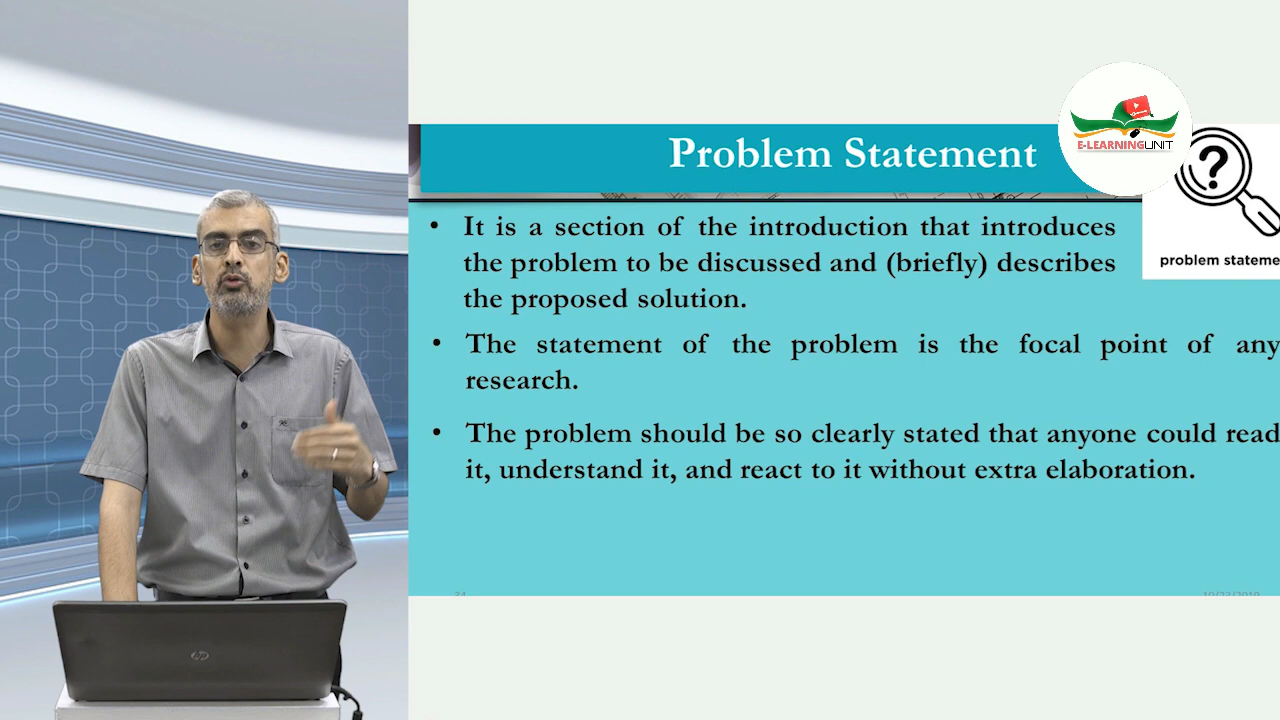 Problem Statement
E-LEARNINGUNIT
problem stateme
• It is a section of the introduction that introduces
the problem to be discussed and (briefly) describes
the proposed solution.
• The statement of the problem is the focal point of any
research.
• The problem should be so clearly stated that anyone could read
it, understand it, and react to it without extra elaboration.
hp